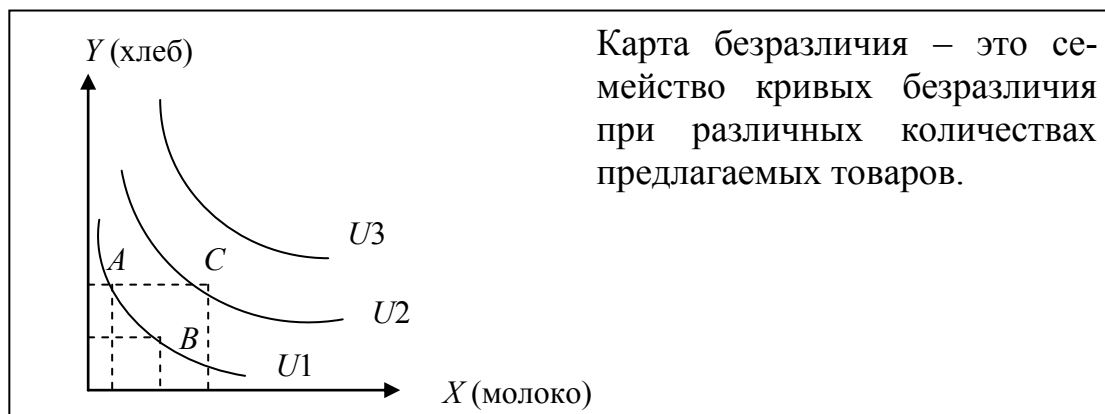 Y (хлеб)
Карта безразличия – это се-
мейство кривых безразличия
при различных количествах
предлагаемых товаров.
U3
A
C
U2
B
U1
X (молоко)